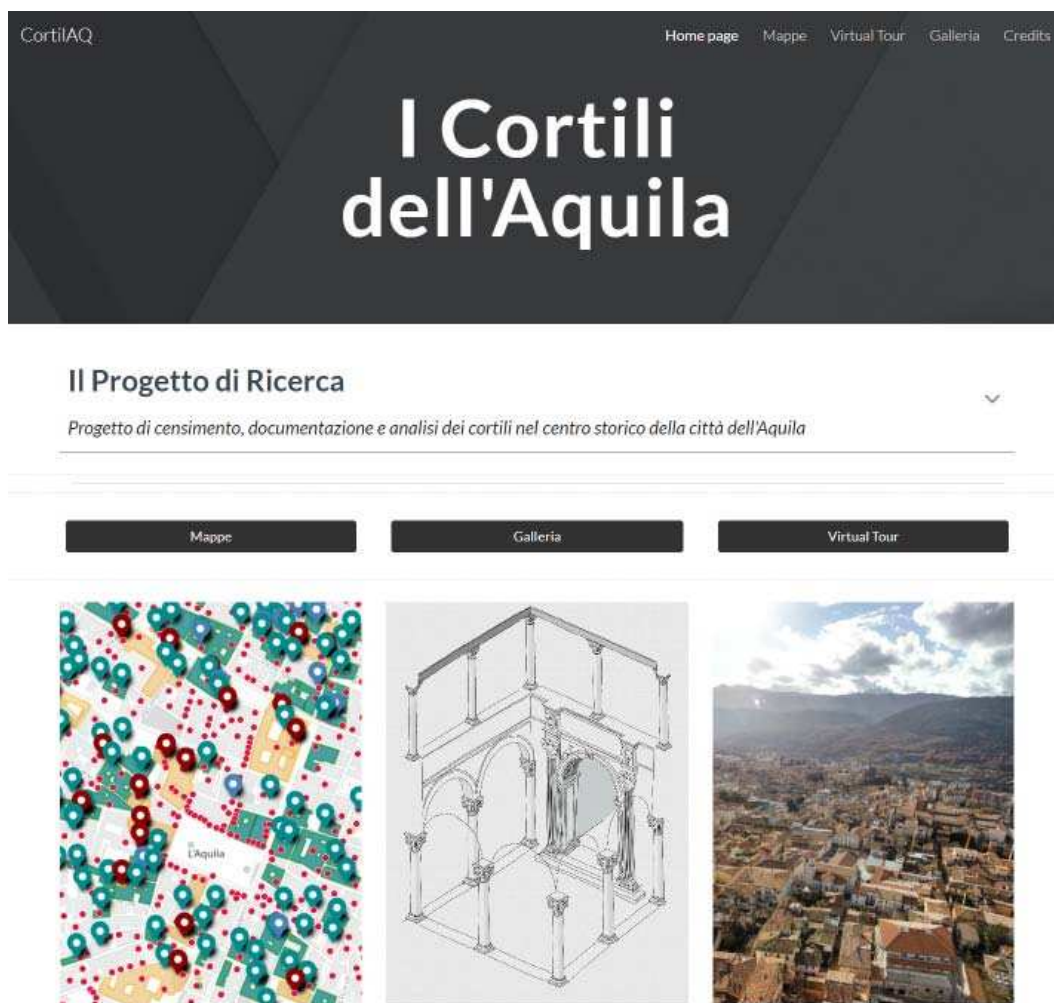 CortilAQ
Home page Mappe Virtual Tour Galleria Credits
I Cortili
dell'Aquila
Il Progetto di Ricerca
Progetto di censimento, documentazione e analisi dei cortili nel centro storico della città dell'Aquila
Mappe Galleria Virtual Tour
L'Aquila